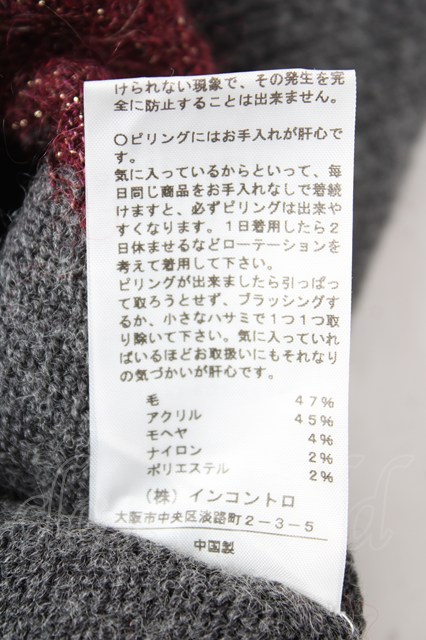 けられない現象で、その発生を完
全に防止することは出来ません。
○ピリングにはお手入れが肝心で
す。
気に入っているからといって、毎
日同じ商品をお手入れなしで着続
けますと、必ずピリングは出来や
すくなります。1日着用したら2
日休ませるなどローテーションを
考えて着用して下さい。
ピリングが出来ましたら引っぱっ
て取ろうとせず、ブラッシングす
るか、小さなハサミで1つ1つ取
り除いて下さい。気に入っていれ
ばいるほどお取扱いにもそれなり
の気づかいが肝心です。
毛 47%
アクリル 45%
モヘヤ 4%
ナイロン 2%
ポリエステル 2%
(株)インコントロ
大阪市中央区淡路町2-3-5
中国製